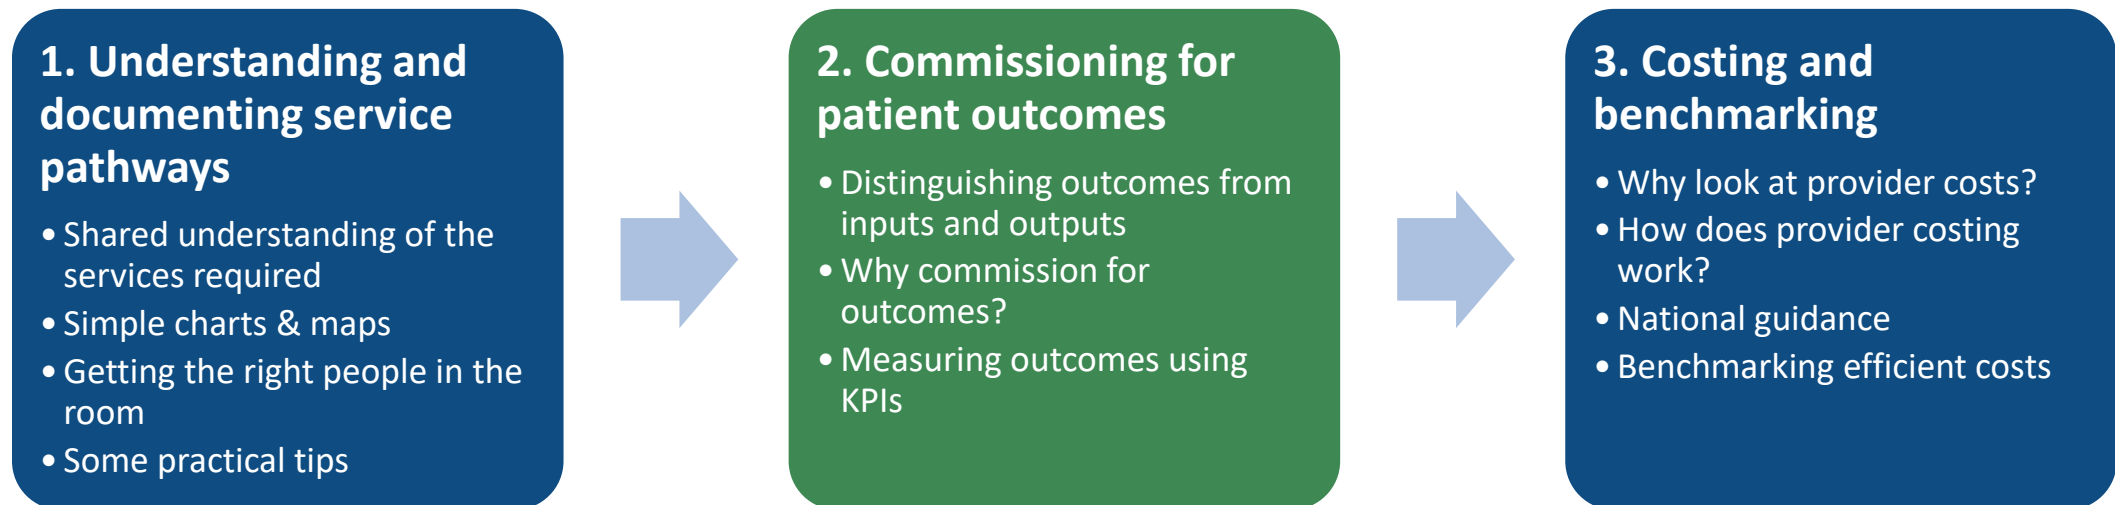 1. Understanding and
documenting service
pathways
• Shared understanding of the
services required
• Simple charts & maps
• Getting the right people in the
room
• Some practical tips
2. Commissioning for
patient outcomes
• Distinguishing outcomes from
inputs and outputs
• Why commission for
outcomes?
• Measuring outcomes using
KPIs
3. Costing and
benchmarking
• Why look at provider costs?
• How does provider costing
work?
• National guidance
• Benchmarking efficient costs